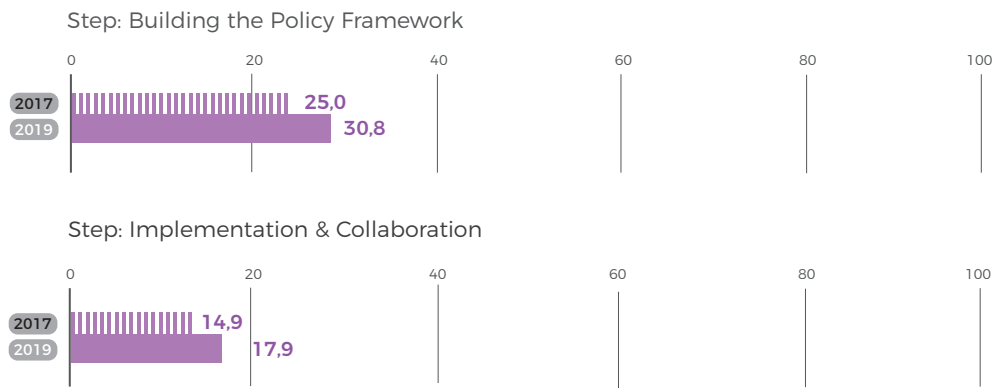 Step: Building the Policy Framework
0 20 40 60 80 100
2017 25,0
2019 30,8
Step: Implementation & Collaboration
0 20 40 60 80 100
2017 14,9
2019 17,9